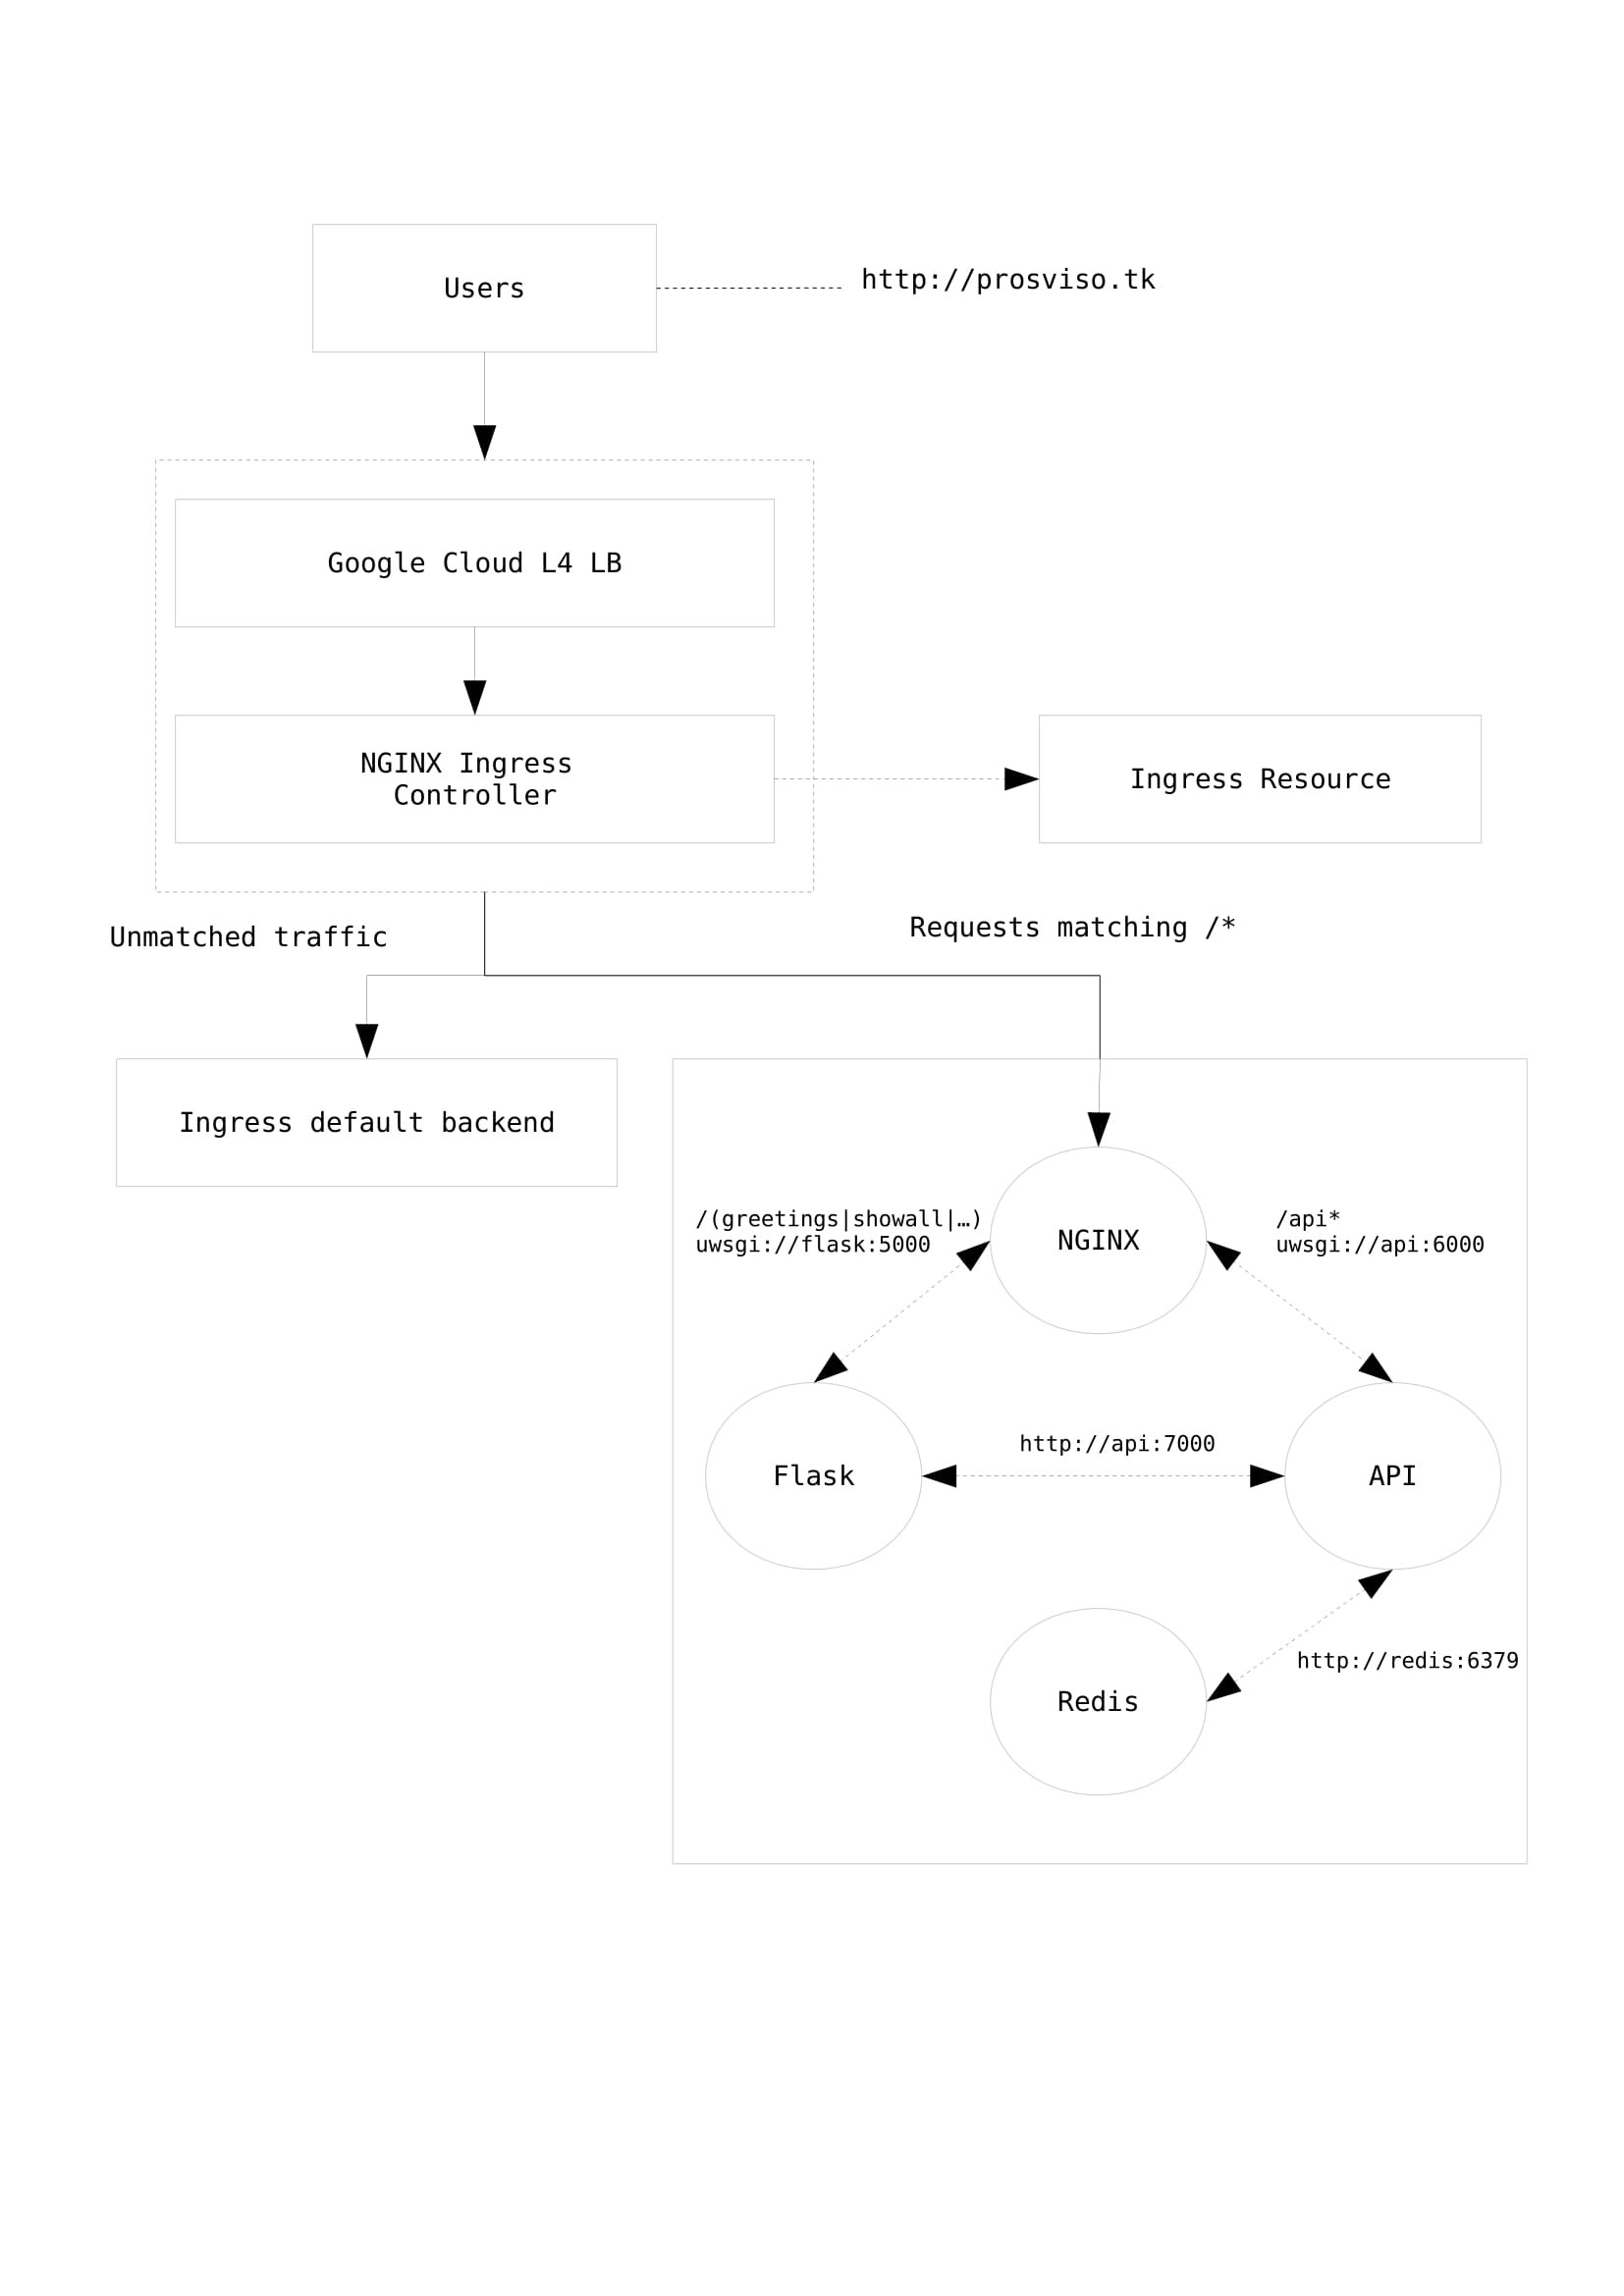 Users
http://prosviso.tk
Google Cloud L4 LB
NGINX Ingress
Controller
Ingress Resource
Unmatched traffic
Requests matching /*
Ingress default backend
/(greetings|showall|…)
uwsgi://flask:5000
NGINX
/api*
uwsgi://api:6000
http://api:7000
Flask
API
http://redis:6379
Redis